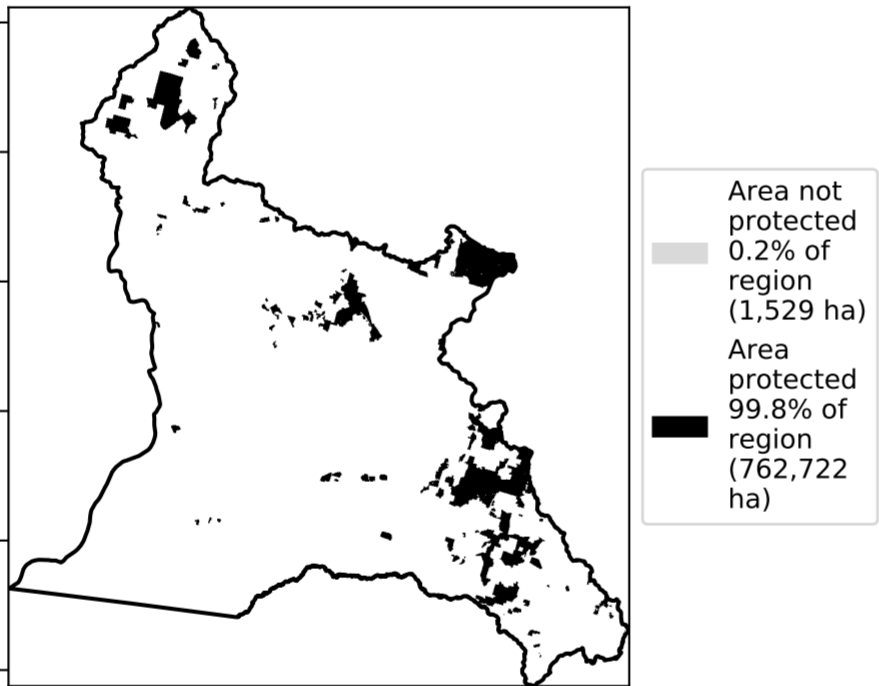 Area not
protected
0.2% of
region
(1,529 ha)
Area
protected
99.8% of
region
(762,722
ha)